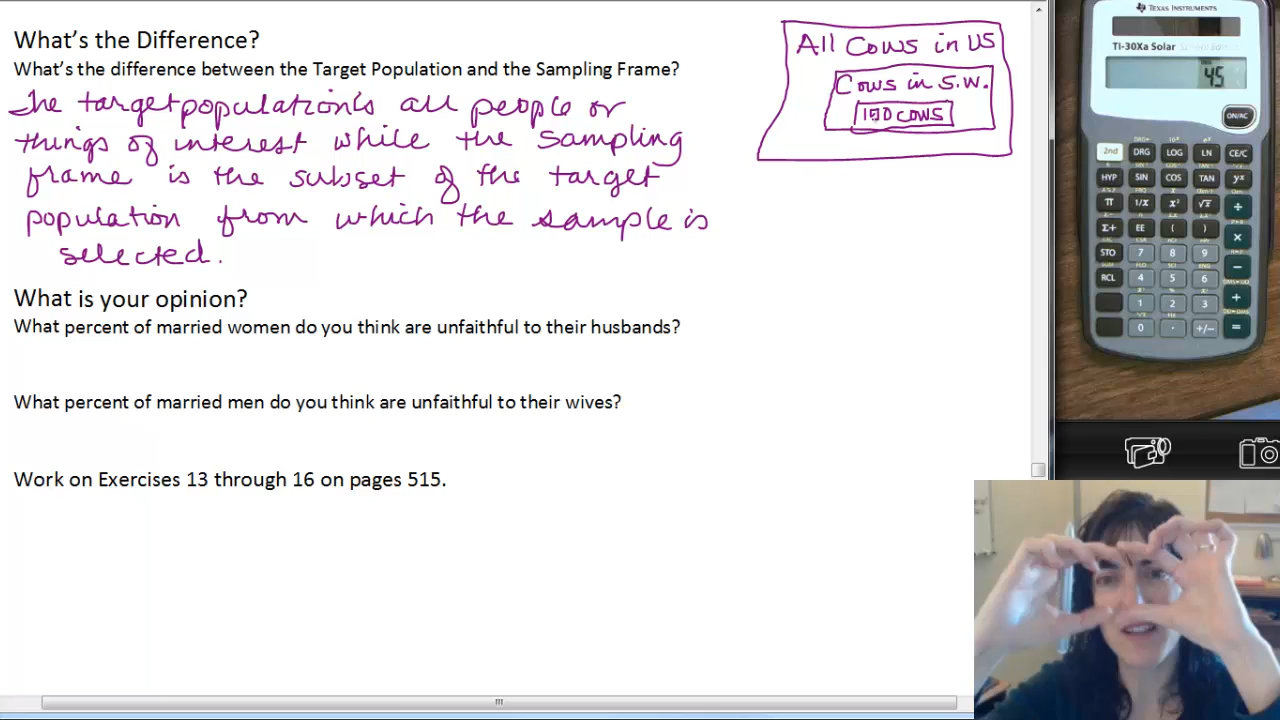 What's the Difference?
What's the difference between the Target Population and the Sampling Frame?
The target population is all people or
things of interest while the sampling
frame is the subset of the target
population from which the sample is
selected.
All Cows in US
Cows in S.W.
150 cows
What is your opinion?
What percent of married women do you think are unfaithful to their husbands?
What percent of married men do you think are unfaithful to their wives?
Work on Exercises 13 through 16 on pages 515.
TEXAS INSTRUMENTS
TI-30Xa Solar
45
ON/AC
2nd DRG LOG LN CE/C
HYP SIN COS TAN yˣ
π 1/x x² √x ÷
Σ+ EE ( ) ×
STO 7 8 9 −
RCL 4 5 6 +
1 2 3
0 . +/− =